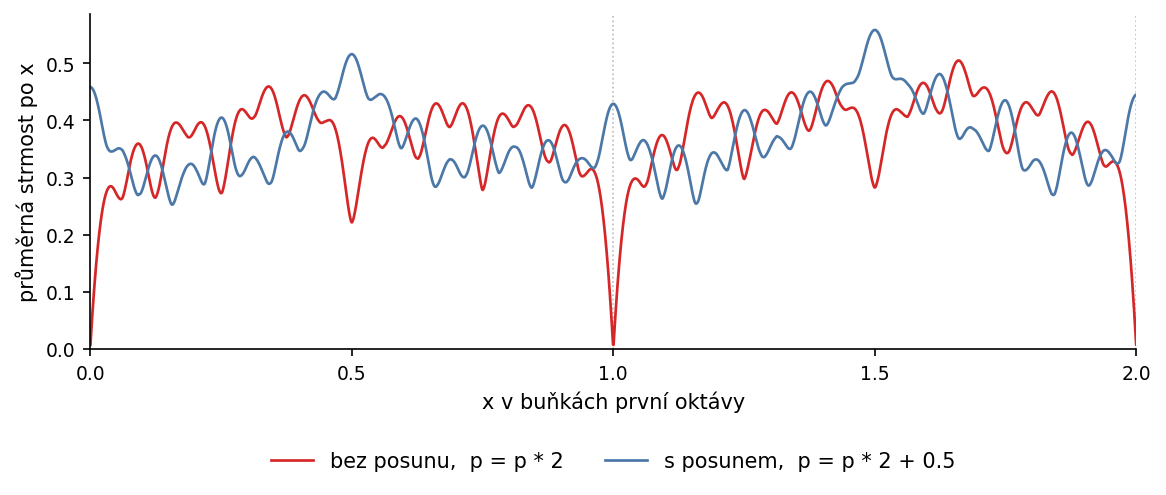 průměrná strmost po x
0.5
0.4
0.3
0.2
0.1
0.0
0.0 0.5 1.0 1.5 2.0
x v buňkách první oktávy
bez posunu, p = p * 2
s posunem, p = p * 2 + 0.5